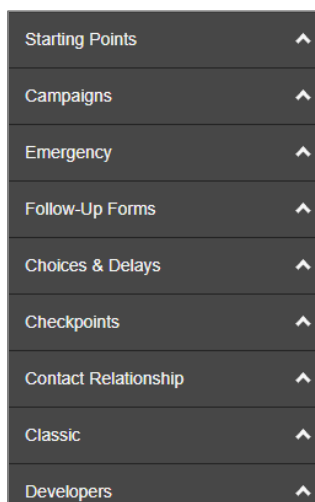 Starting Points
Campaigns
Emergency
Follow-Up Forms
Choices & Delays
Checkpoints
Contact Relationship
Classic
Developers